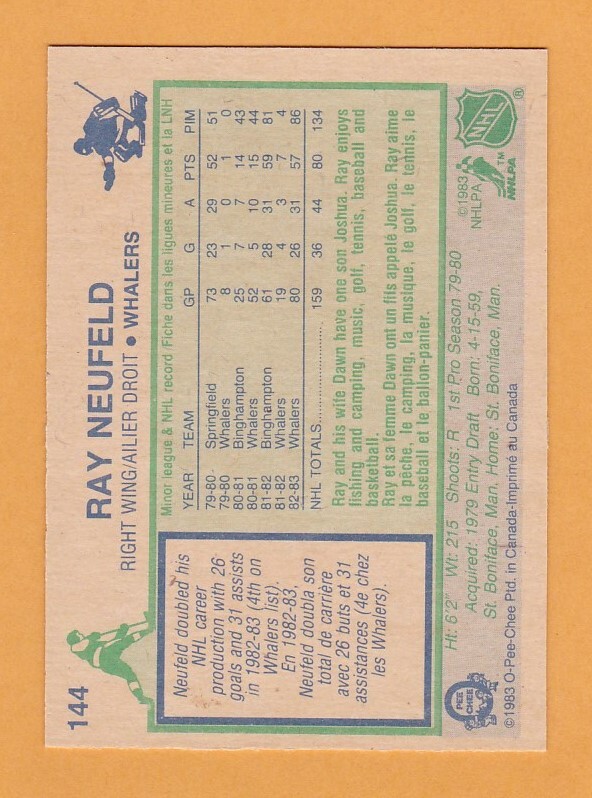 144
RAY NEUFELD
RIGHT WING/AILIER DROIT • WHALERS
Neufeld doubled his
NHL career
production with 26
goals and 31 assists
in 1982-83 (4th on
Whalers list).
En 1982-83,
Neufeld doubla son
total de carrière
avec 26 buts et 31
assistances (4e chez
les Whalers).
Minor league & NHL record Fiche dans les ligues mineures et la LNH
YEAR TEAM GP G A PTS PIM
79-80 Springfield 73 23 29 52 51
79-80 Whalers 8 1 0 1 0
80-81 Binghampton 25 7 7 14 43
80-81 Whalers 52 5 10 15 44
81-82 Binghampton 61 28 31 59 81
81-82 Whalers 19 4 3 7 4
82-83 Whalers 80 26 31 57 86
NHL TOTALS.................. 159 36 44 80 134
Ray and his wife Dawn have one son Joshua. Ray enjoys
fishing and camping, music, golf, tennis, baseball and
basketball.
Ray et sa femme Dawn ont un fils appelé Joshua. Ray aime
la pêche, le camping, la musique, le golf, le tennis, le
baseball et le ballon-panier.
Ht: 6'2" Wt: 215 Shoots: R 1st Pro Season 79-80
Acquired: 1979 Entry Draft Born: 4-15-59,
St. Boniface, Man. Home: St. Boniface, Man.
O PEE CHEE
©1983 O-Pee-Chee Ptd. in Canada-Imprimé au Canada
©1983
NHLPA
TM
NHLPA
NHL
®